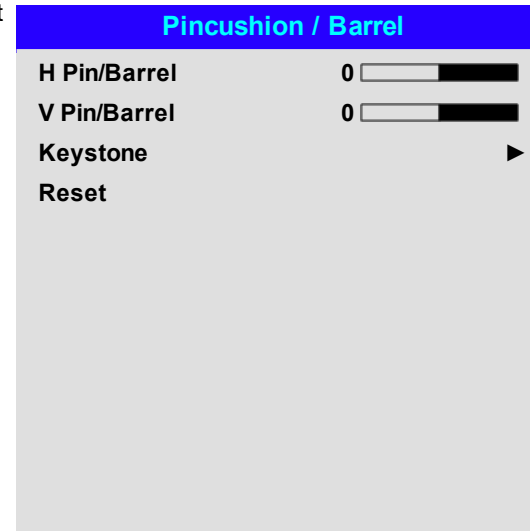 t
Pincushion / Barrel
H Pin/Barrel 0
V Pin/Barrel 0
Keystone
Reset